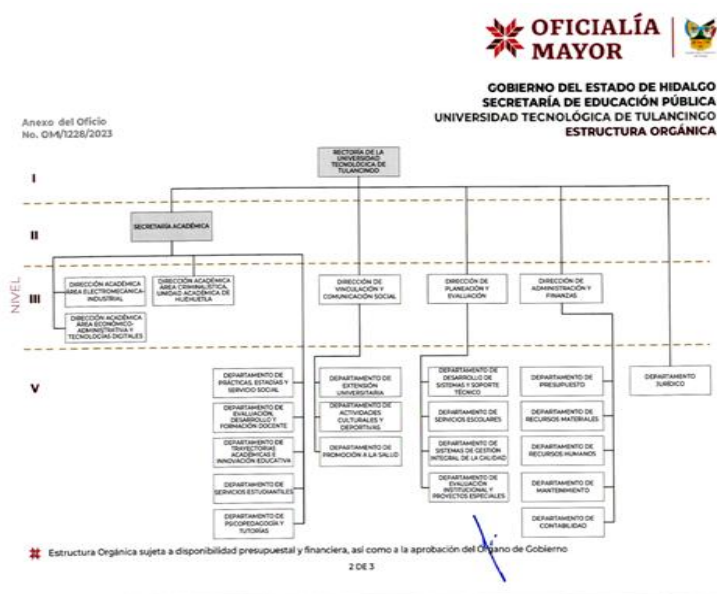 OFICIALÍA
MAYOR
GOBIERNO DEL ESTADO DE HIDALGO
SECRETARÍA DE EDUCACIÓN PÚBLICA
UNIVERSIDAD TECNOLÓGICA DE TULANCINGO
ESTRUCTURA ORGÁNICA
Anexo del Oficio
No. OM/1228/2023
RECTORÍA DE LA
UNIVERSIDAD
TECNOLÓGICA DE
TULANCINGO
I
II
SECRETARÍA ACADÉMICA
NIVEL
III
DIRECCIÓN ACADÉMICA
ÁREA ELECTROMECÁNICA-
INDUSTRIAL
DIRECCIÓN ACADÉMICA
ÁREA CRIMINALÍSTICA,
UNIDAD ACADÉMICA DE
HUEHUETLA
DIRECCIÓN DE
VINCULACIÓN Y
COMUNICACIÓN SOCIAL
DIRECCIÓN DE
PLANEACIÓN Y
EVALUACIÓN
DIRECCIÓN DE
ADMINISTRACIÓN Y
FINANZAS
DIRECCIÓN ACADÉMICA
ÁREA ECONÓMICO-
ADMINISTRATIVA Y
TECNOLOGÍAS DIGITALES
V
DEPARTAMENTO DE
PRÁCTICAS, ESTADÍAS Y
SERVICIO SOCIAL
DEPARTAMENTO DE
EXTENSIÓN
UNIVERSITARIA
DEPARTAMENTO DE
DESARROLLO DE
SISTEMAS Y SOPORTE
TÉCNICO
DEPARTAMENTO DE
PRESUPUESTO
DEPARTAMENTO
JURÍDICO
DEPARTAMENTO DE
EVALUACIÓN,
DESARROLLO Y
FORMACIÓN DOCENTE
DEPARTAMENTO DE
ACTIVIDADES
CULTURALES Y
DEPORTIVAS
DEPARTAMENTO DE
SERVICIOS ESCOLARES
DEPARTAMENTO DE
RECURSOS MATERIALES
DEPARTAMENTO DE
TRAYECTORIAS
ACADÉMICAS E
INNOVACIÓN EDUCATIVA
DEPARTAMENTO DE
PROMOCIÓN A LA SALUD
DEPARTAMENTO DE
SISTEMAS DE GESTIÓN
INTEGRAL DE LA CALIDAD
DEPARTAMENTO DE
RECURSOS HUMANOS
DEPARTAMENTO DE
SERVICIOS ESTUDIANTILES
DEPARTAMENTO DE
EVALUACIÓN
INSTITUCIONAL Y
PROYECTOS ESPECIALES
DEPARTAMENTO DE
MANTENIMIENTO
DEPARTAMENTO DE
PSICOPEDAGOGÍA Y
TUTORÍAS
DEPARTAMENTO DE
CONTABILIDAD
Estructura Orgánica sujeta a disponibilidad presupuestal y financiera, así como a la aprobación del Órgano de Gobierno
2 DE 3